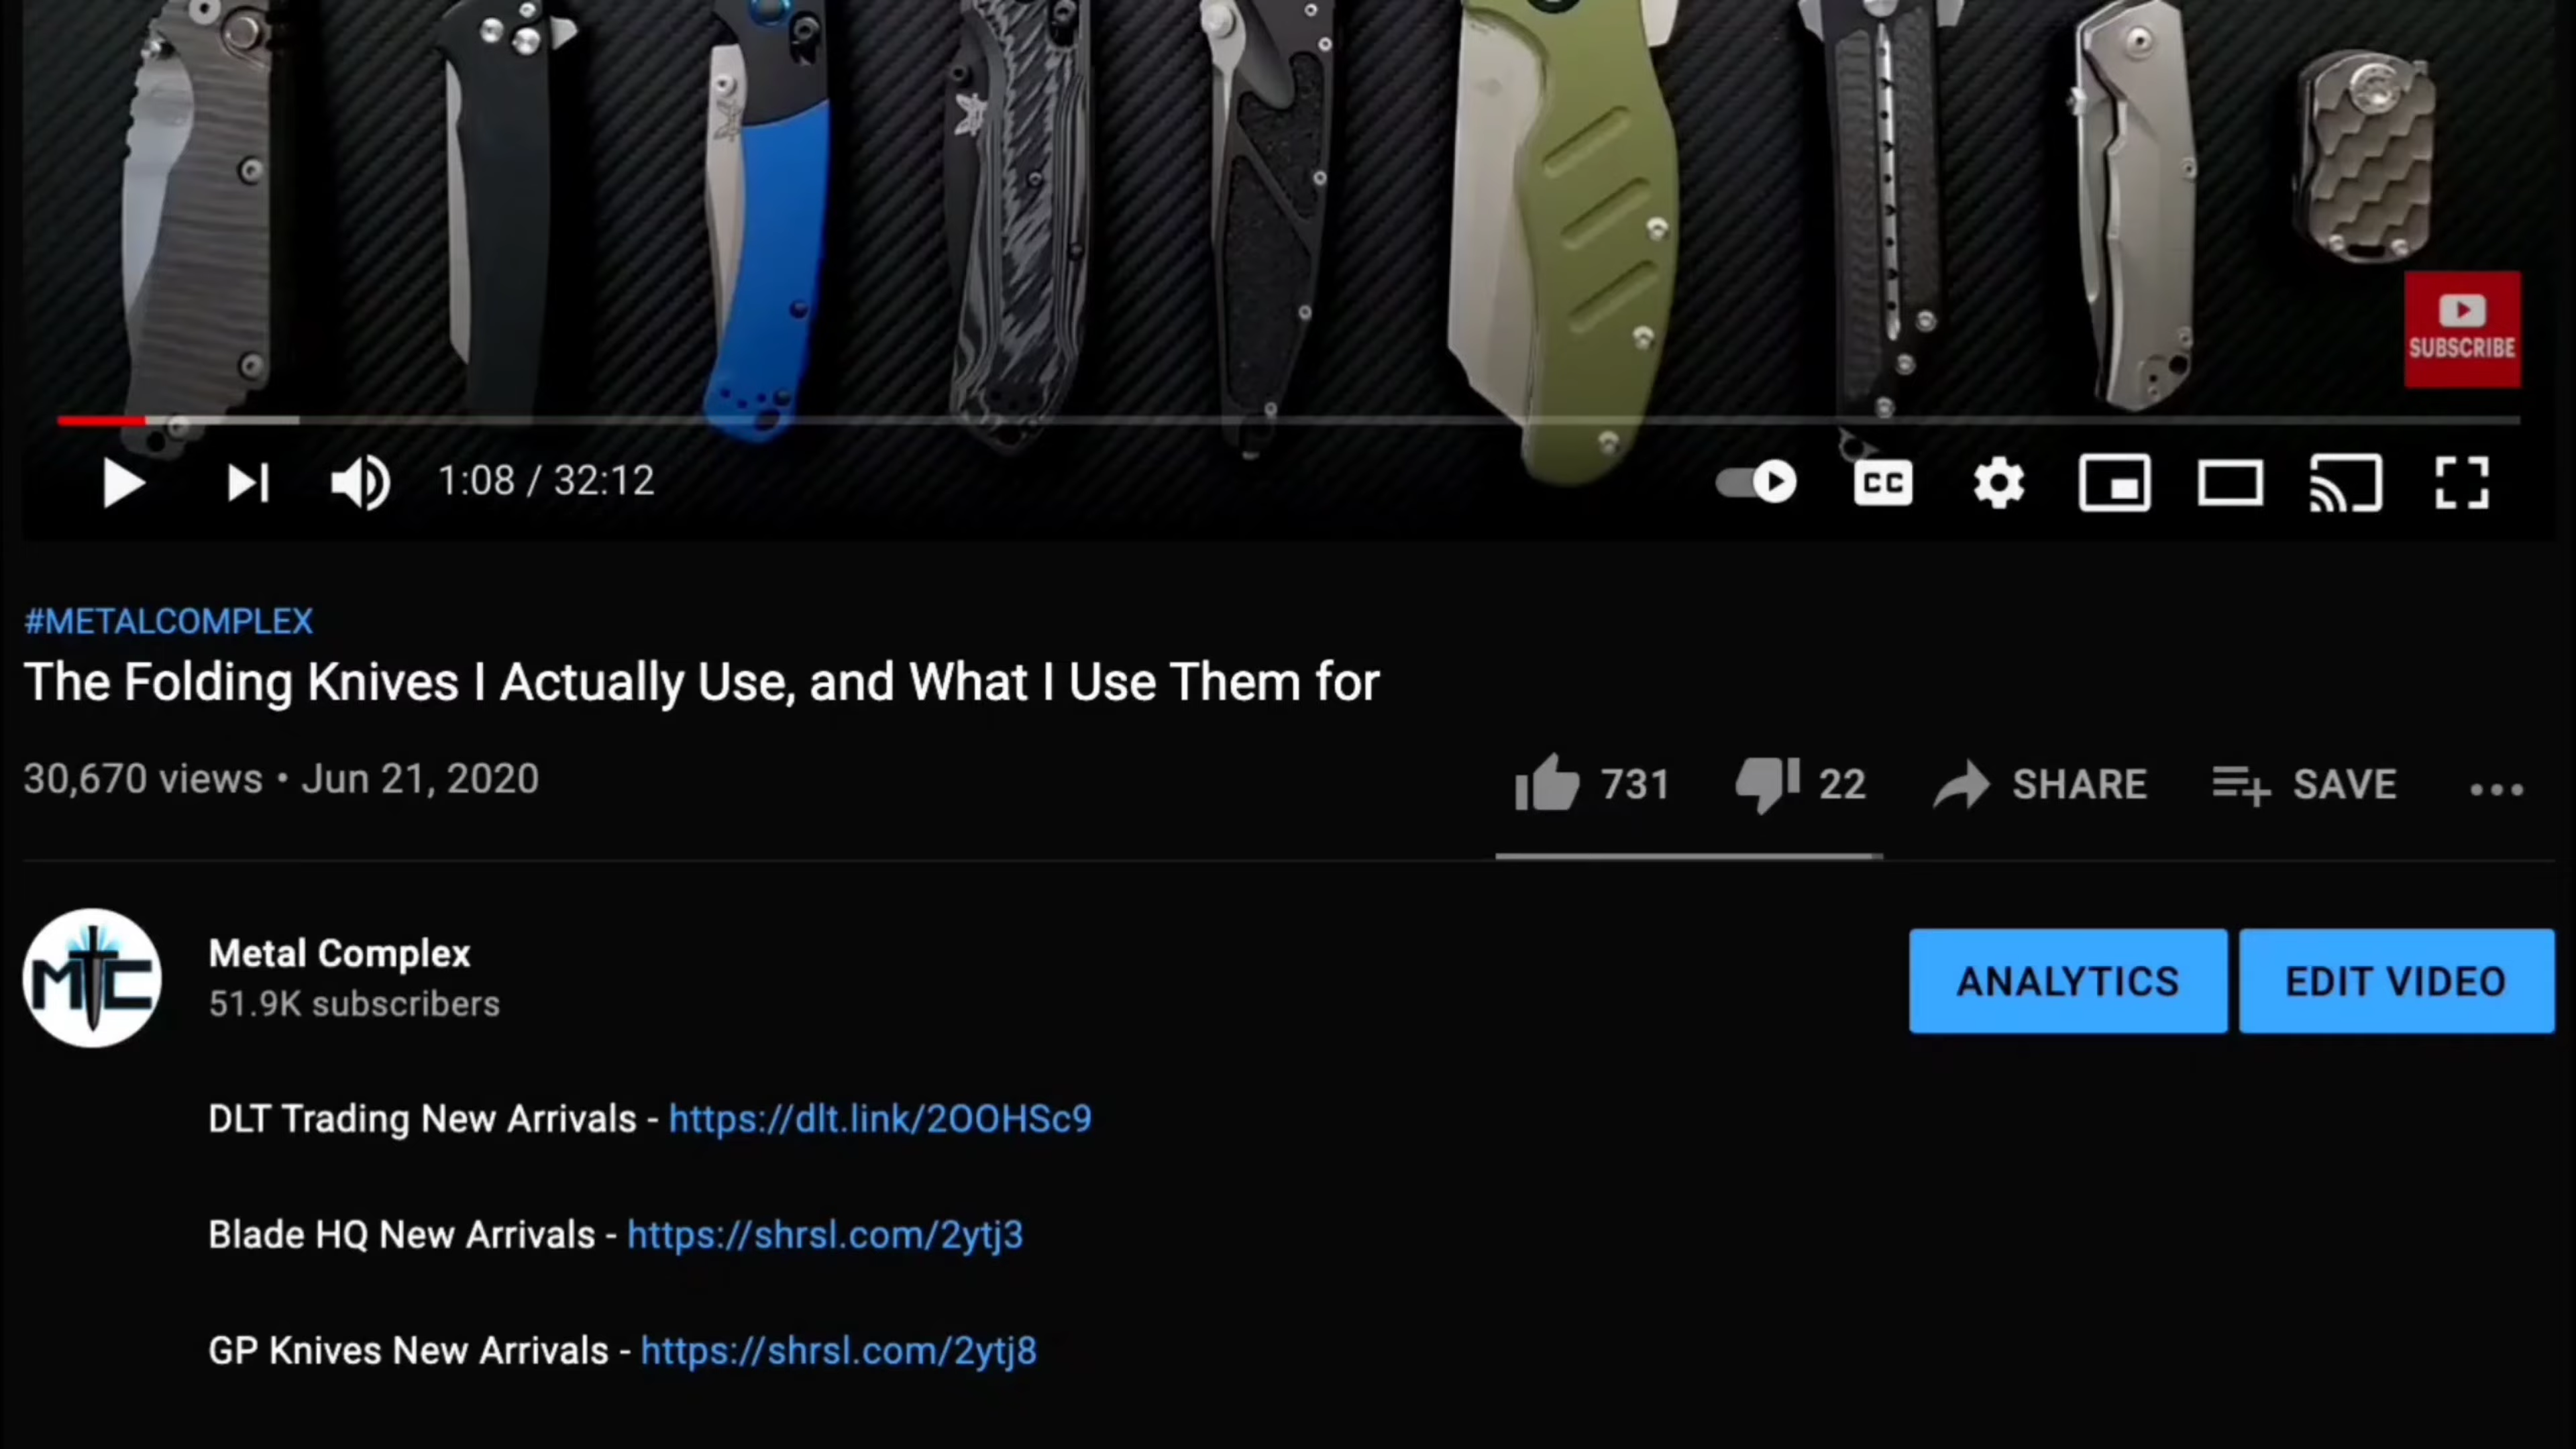 SUBSCRIBE
1:08 / 32:12
CC
#METALCOMPLEX
The Folding Knives I Actually Use, and What I Use Them for
30,670 views • Jun 21, 2020
731
22
SHARE
SAVE
MTC
Metal Complex
51.9K subscribers
ANALYTICS
EDIT VIDEO
DLT Trading New Arrivals - https://dlt.link/2OOHSc9
Blade HQ New Arrivals - https://shrsl.com/2ytj3
GP Knives New Arrivals - https://shrsl.com/2ytj8